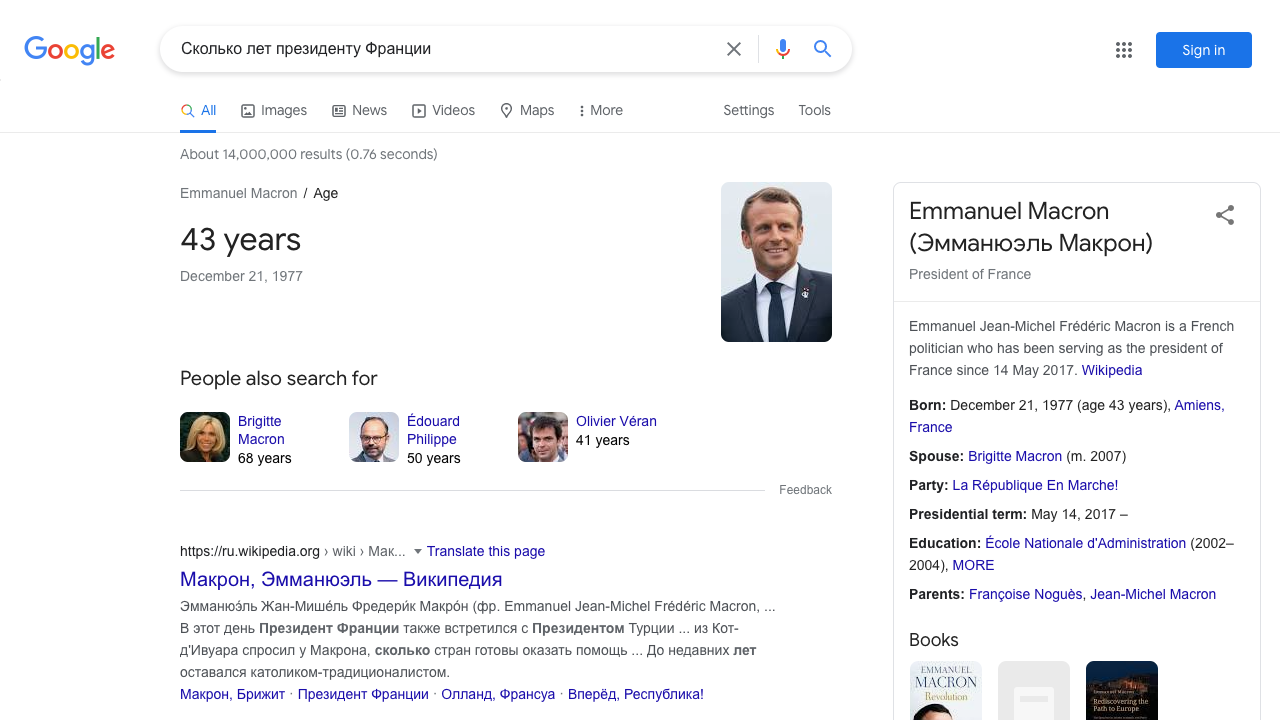 Google
Сколько лет президенту Франции
Sign in
All
Images
News
Videos
Maps
More
Settings
Tools
About 14,000,000 results (0.76 seconds)
Emmanuel Macron / Age
43 years
December 21, 1977
People also search for
Brigitte
Macron
68 years
Édouard
Philippe
50 years
Olivier Véran
41 years
Feedback
https://ru.wikipedia.org › wiki › Мак... Translate this page
Макрон, Эмманюэль — Википедия
Эммануэ́ль Жан-Мише́ль Фредери́к Макро́н (фр. Emmanuel Jean-Michel Frédéric Macron, ...
В этот день Президент Франции также встретился с Президентом Турции ... из Кот-
д'Ивуара спросил у Макрона, сколько стран готовы оказать помощь ... До недавних лет
оставался католиком-традиционалистом.
Макрон, Брижит · Президент Франции · Олланд, Франсуа · Вперёд, Республика!
Emmanuel Macron
(Эмманюэль Макрон)
President of France
Emmanuel Jean-Michel Frédéric Macron is a French
politician who has been serving as the president of
France since 14 May 2017. Wikipedia
Born: December 21, 1977 (age 43 years), Amiens,
France
Spouse: Brigitte Macron (m. 2007)
Party: La République En Marche!
Presidential term: May 14, 2017 –
Education: École Nationale d'Administration (2002–
2004), MORE
Parents: Françoise Noguès, Jean-Michel Macron
Books
EMMANUEL
MACRON
Revolution
Emmanuel Macron
Rediscovering the
Path to Europe